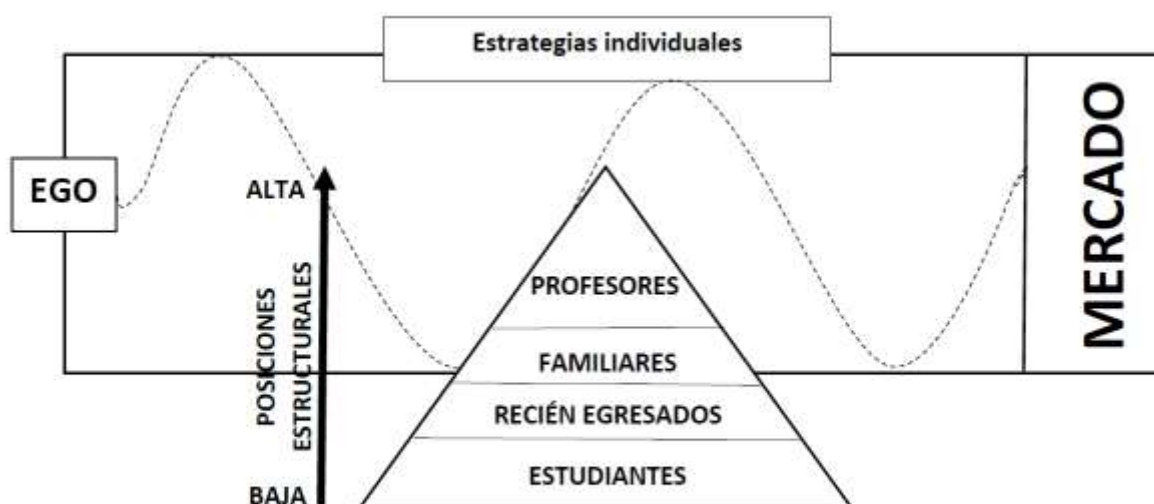 Estrategias individuales
EGO
ALTA
POSICIONES
ESTRUCTURALES
BAJA
PROFESORES
FAMILIARES
RECIÉN EGRESADOS
ESTUDIANTES
MERCADO